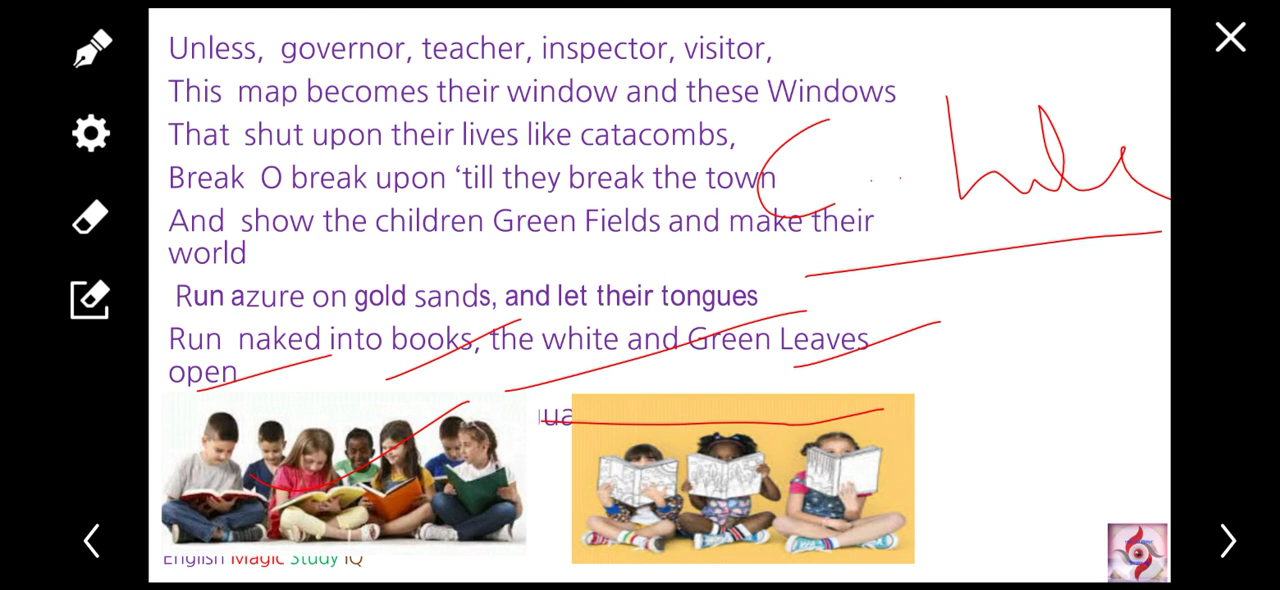 Unless, governor, teacher, inspector, visitor,
This map becomes their window and these Windows
That shut upon their lives like catacombs,
Break O break upon ‘till they break the town
And show the children Green Fields and make their
world
Run azure on gold sands, and let their tongues
Run naked into books, the white and Green Leaves
open
English Magic Study IQ